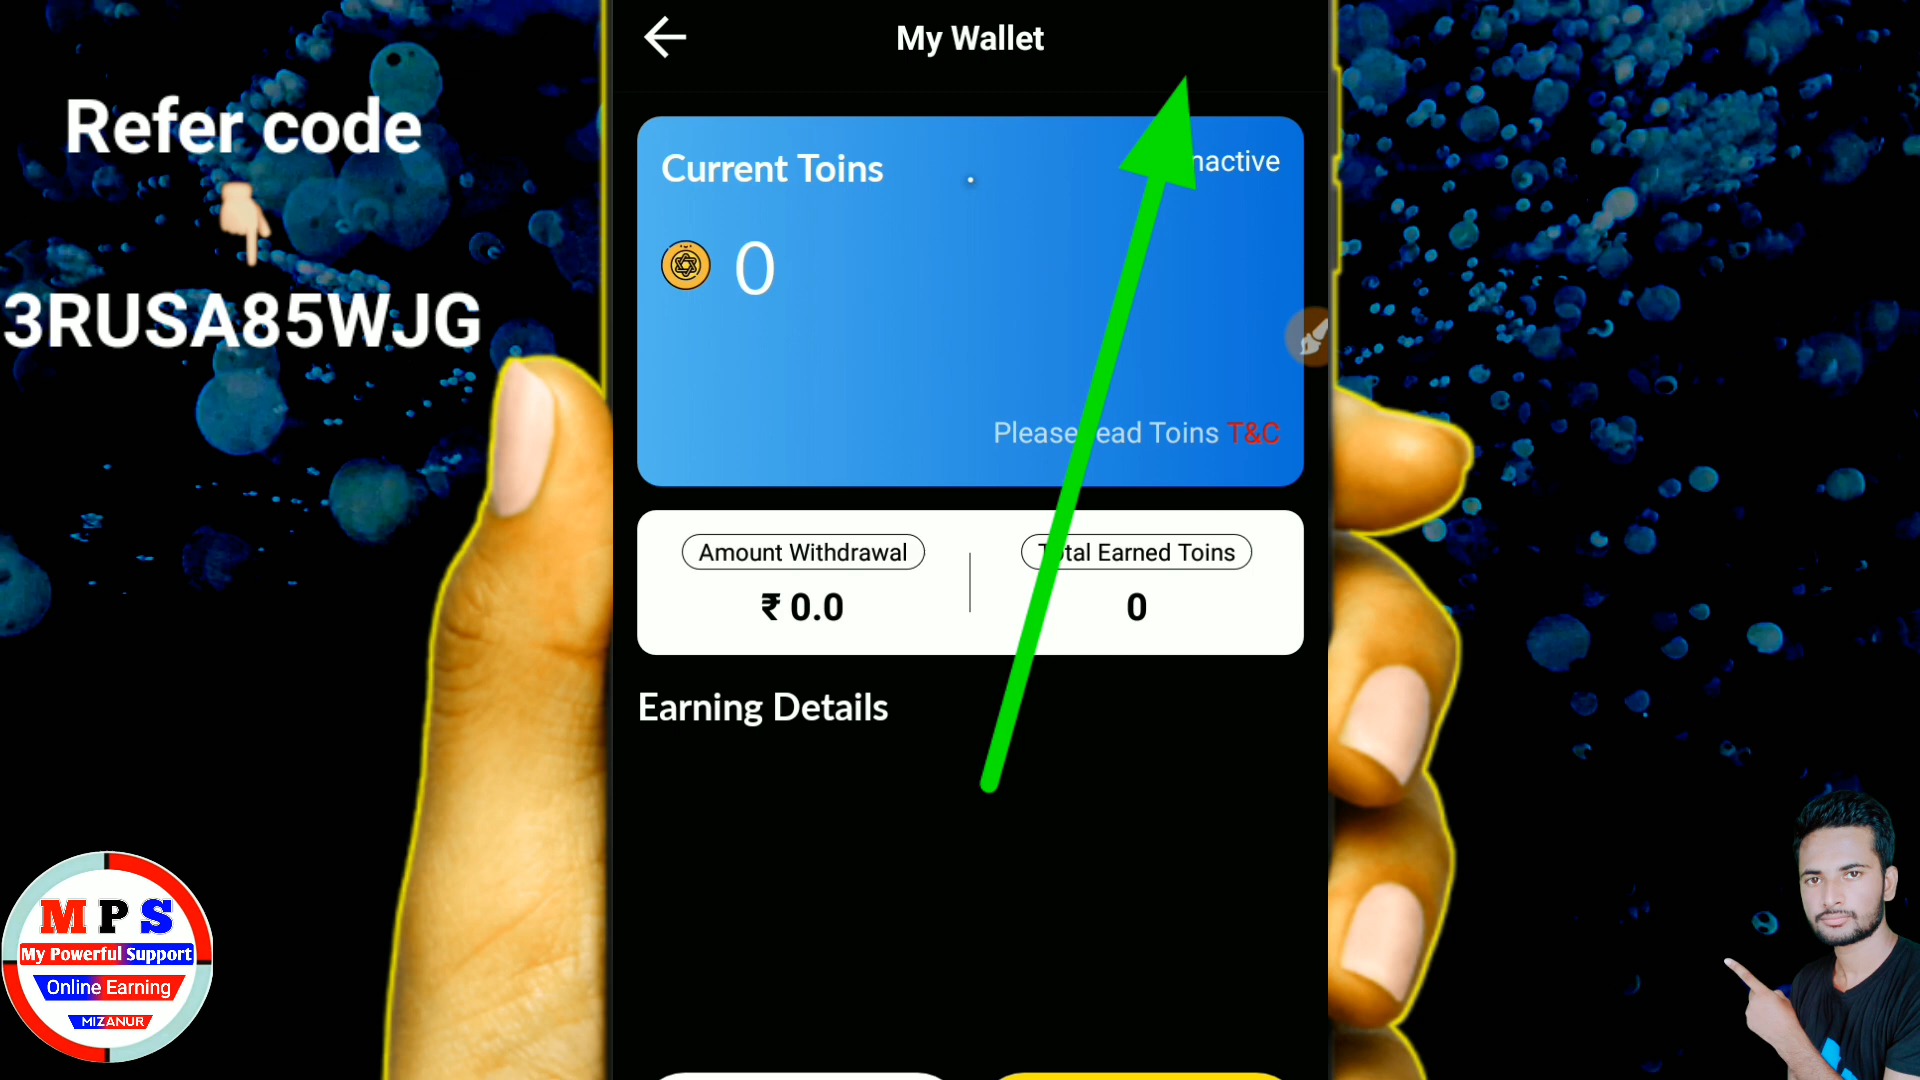 Refer code
3RUSA85WJG
My Wallet
Current Toins
nactive
0
Please ead Toins T&C
Amount Withdrawal
₹ 0.0
Total Earned Toins
0
Earning Details
M P S
My Powerful Support
Online Earning
MIZANUR